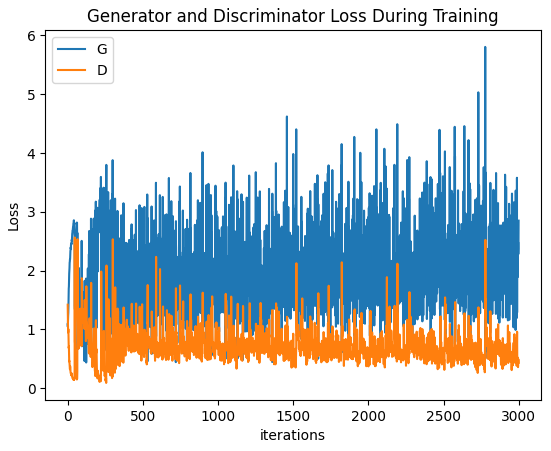 Generator and Discriminator Loss During Training
G
D
Loss
6
5
4
3
2
1
0
0 500 1000 1500 2000 2500 3000
iterations